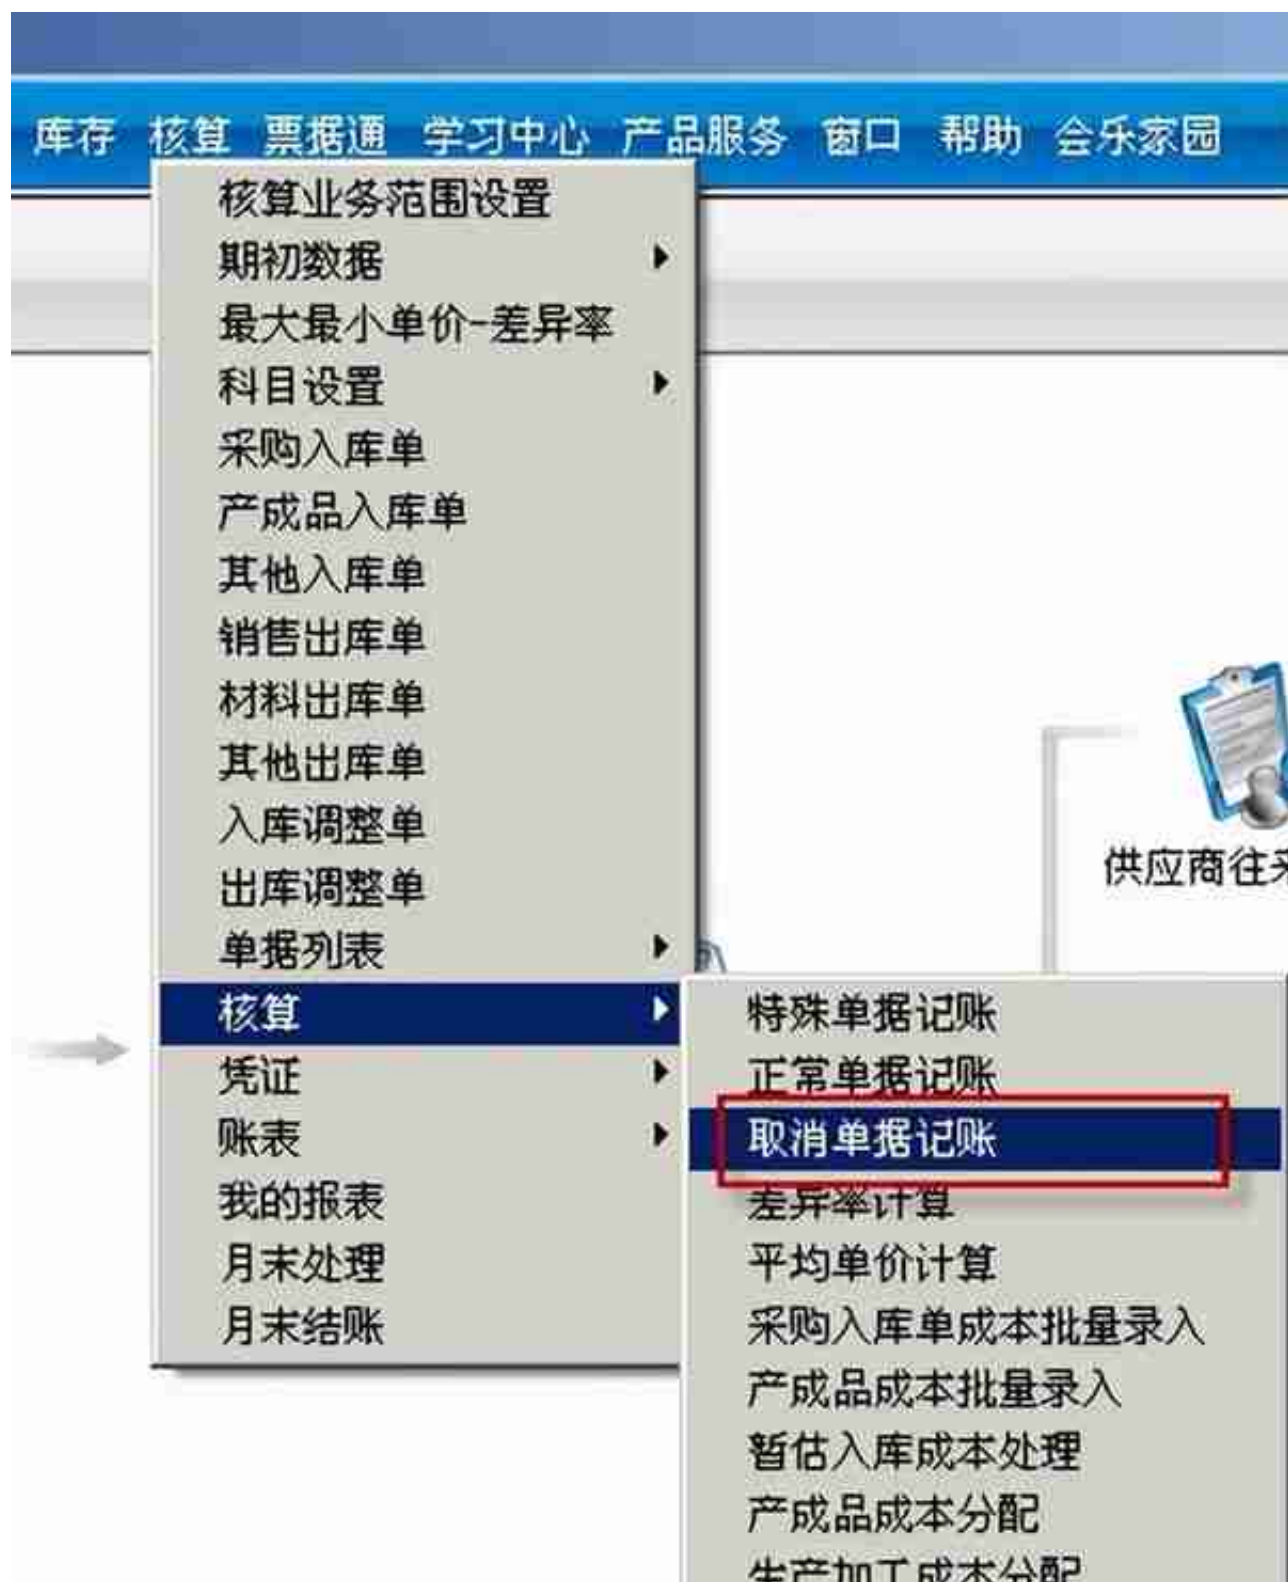 库存 核算 票据通 学习中心 产品服务 窗口 帮助 会乐家园
核算业务范围设置
期初数据
最大最小单价-差异率
科目设置
采购入库单
产成品入库单
其他入库单
销售出库单
材料出库单
其他出库单
入库调整单
出库调整单
单据列表
核算
凭证
账表
我的报表
月末处理
月末结账
供应商往来
特殊单据记账
正常单据记账
取消单据记账
差异率计算
平均单价计算
采购入库单成本批量录入
产成品成本批量录入
暂估入库成本处理
产成品成本分配
生产加工成本分配